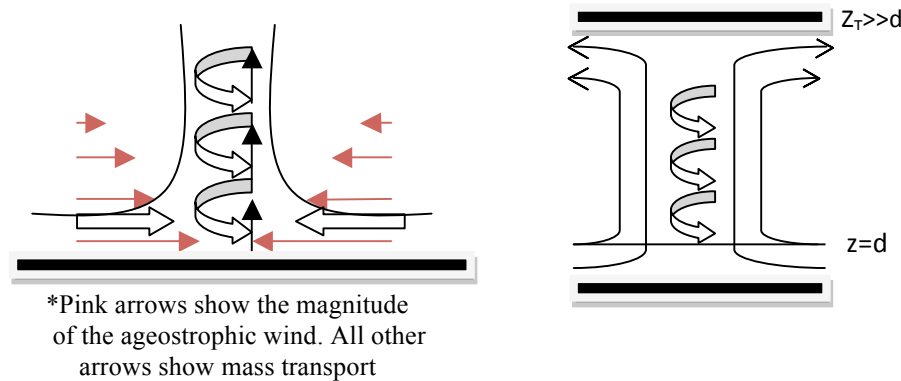 Z_T>>d
z=d
*Pink arrows show the magnitude
of the ageostrophic wind. All other
arrows show mass transport